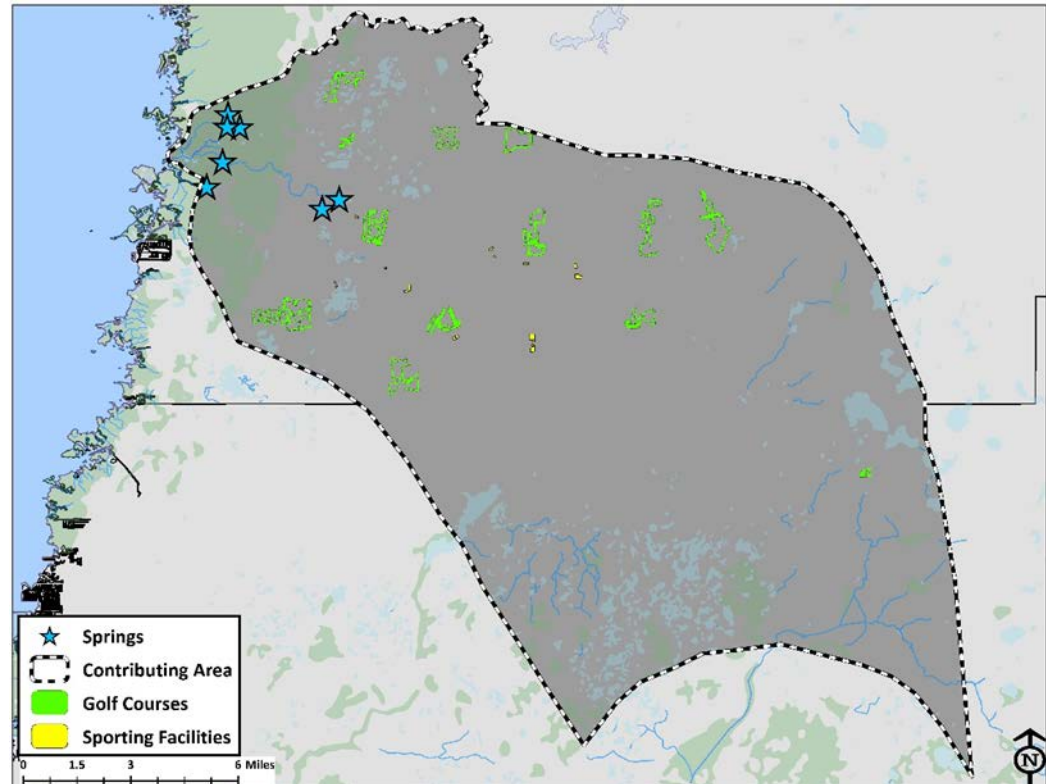 Springs
Contributing Area
Golf Courses
Sporting Facilities
0 1.5 3 6 Miles
N